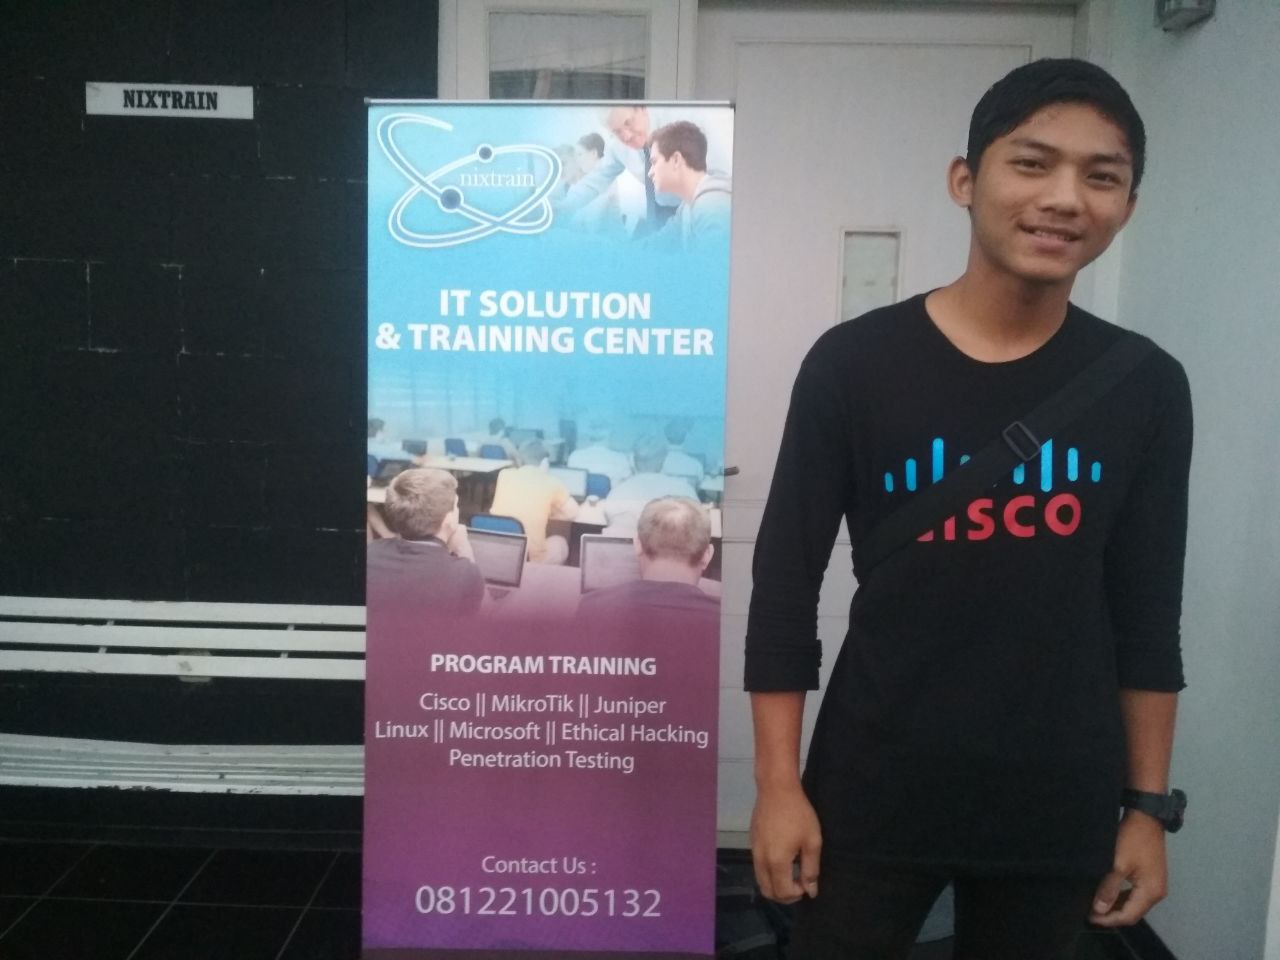 NIXTRAIN
nixtrain
IT SOLUTION
& TRAINING CENTER
PROGRAM TRAINING
Cisco || MikroTik || Juniper
Linux || Microsoft || Ethical Hacking
Penetration Testing
Contact Us :
081221005132
CISCO